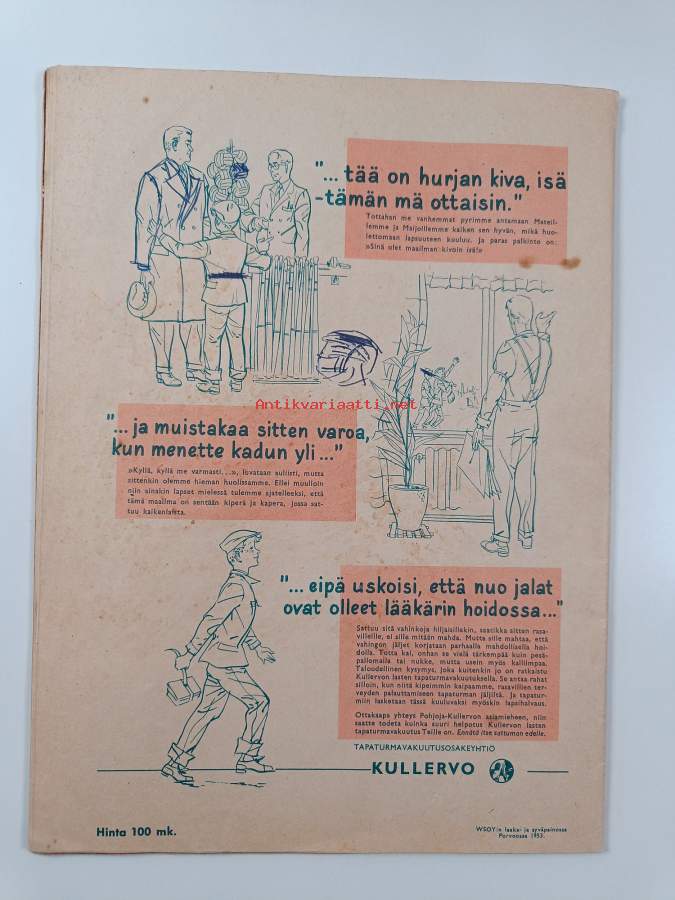 "... tää on hurjan kiva, isä
-tämän mä ottaisin."
Tottahan me vanhemmat pyrimme antamaan Mateil-
lemme ja Maijoillemme kaiken sen hyvän, mikä huo-
lettomaan lapsuuteen kuuluu. Ja paras palkinto on:
»Sinä olet maailman kivoin isä!»
Antikvariaatti.net
"... ja muistakaa sitten varoa,
kun menette kadun yli ..."
»Kyllä, kyllä me varmasti...», luvataan auliisti, mutta
sittenkin olemme hieman huolissamme. Ellei muulloin
niin ainakin lapset mielessä tulemme ajatelleeksi, että
tämä maailma on sentään kiperä ja kapera, jossa sat-
tuu kaikenlaista.
"... eipä uskoisi, että nuo jalat
ovat olleet lääkärin hoidossa..."
Sattuu sitä vahinkoja hiljaisillekin, saatikka sitten rasa-
villeille, ei sille mitään mahda. Mutta sille mahtaa, että
vahingon jäljet korjataan parhaalla mahdollisella hoi-
dolla. Totta kai, onhan se vielä tärkempää kuin pesä-
pallomaila tai nukke, mutta usein myös kalliimpaa.
Taloudellinen kysymys, joka kuitenkin jo on ratkaistu
Kullervon lasten tapaturmavakuutuksella. Se antaa rahat
silloin, kun niitä kipeimmin kaipaamme, rasavillien ter-
veyden palauttamiseen tapaturman jäljiltä. Ja tapatur-
miin lasketaan tässä kuuluvaksi myöskin lapsihalvaus.
Ottakaapa yhteys Pohjoja-Kullervon asiamieheen, niin
saatte todeta kuinka suuri helpotus Kullervon lasten
tapaturmavakuutus Teille on. Ennätä itse sattuman edelle.
TAPATURMAVAKUUTUSOSAKEYHTIÖ
KULLERVO
Hinta 100 mk.
WSOY:n laaka- ja syväpainossa
Porvoossa 1953.